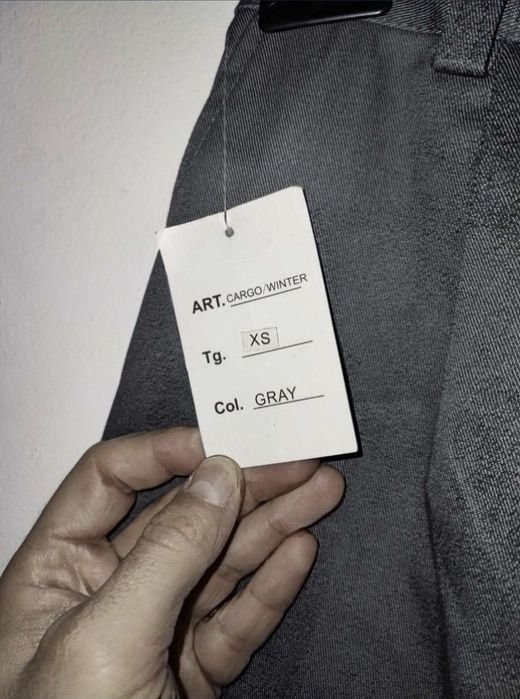 ART. CARGO/WINTER
Tg. XS
Col. GRAY